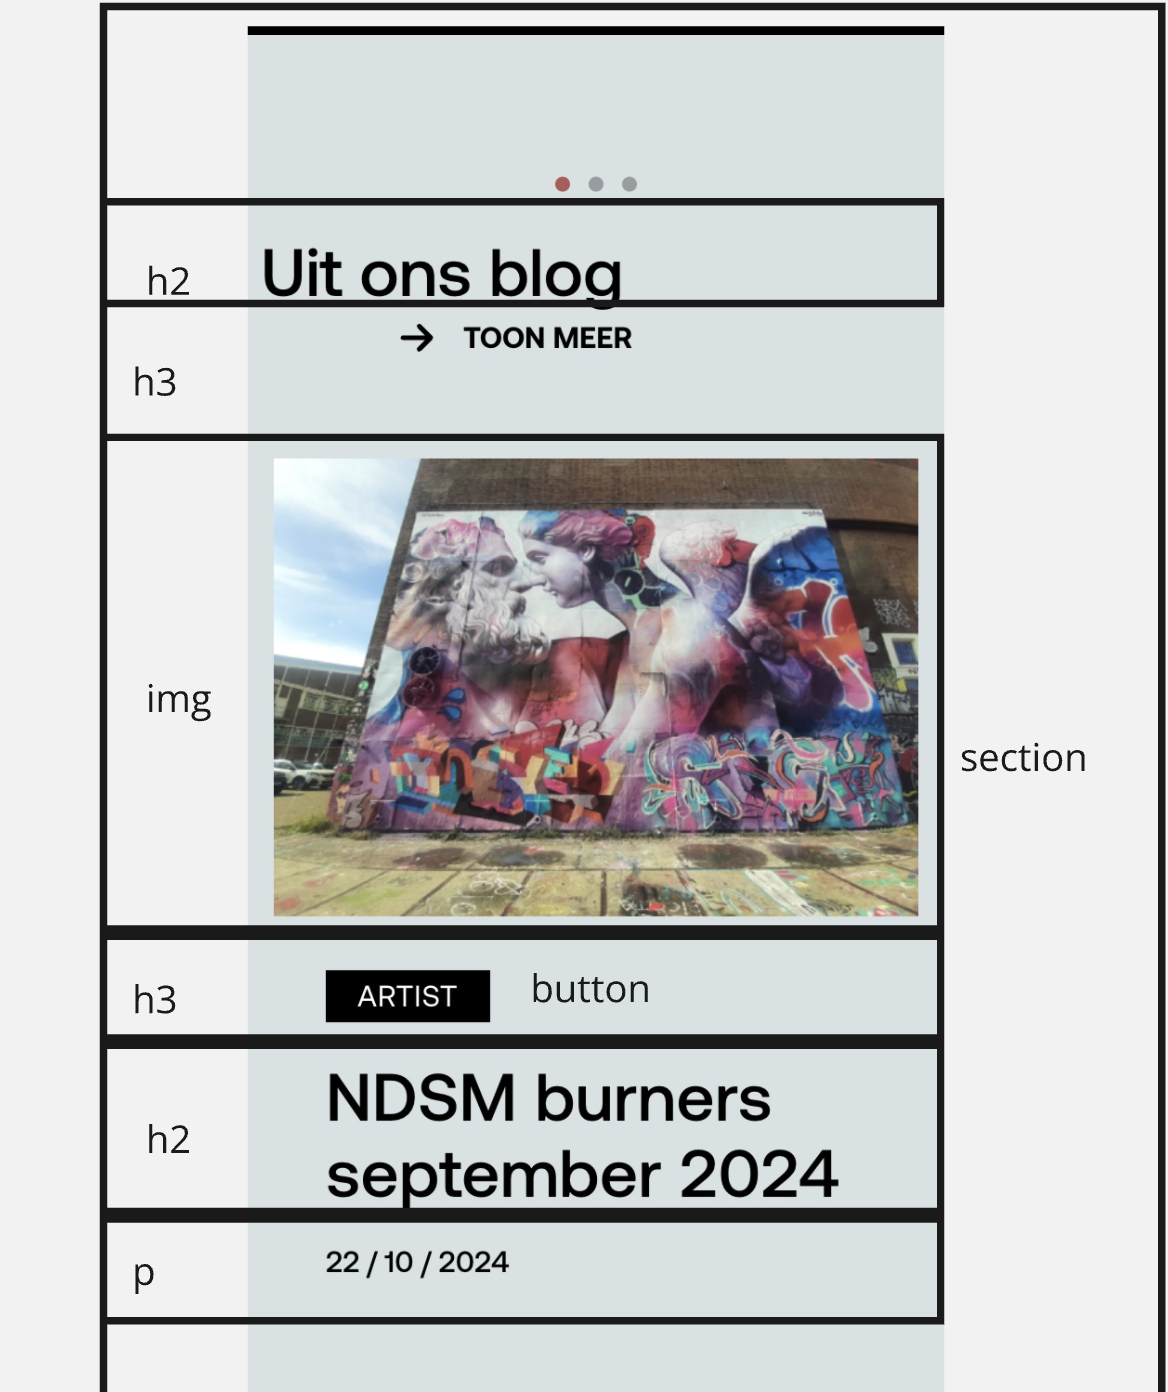 h2
Uit ons blog
→ TOON MEER
h3
img
section
h3
ARTIST
button
NDSM burners
h2
september 2024
p
22 / 10 / 2024